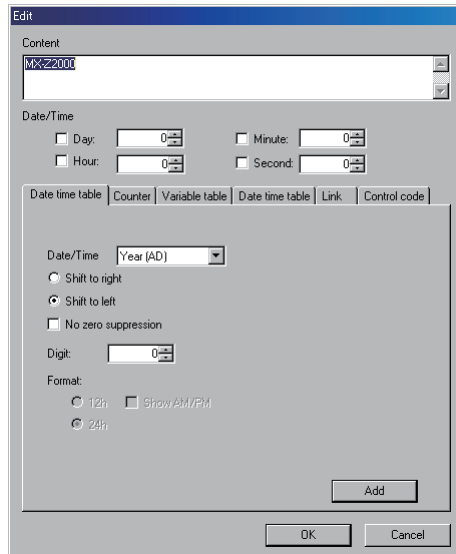 Edit
Content
MX-Z2000
Date/Time
Day: 0 Minute: 0
Hour: 0 Second: 0
Date time table Counter Variable table Date time table Link Control code
Date/Time Year (AD)
Shift to right
Shift to left
No zero suppression
Digit: 0
Format:
12h Show AM/PM
24h
Add
OK Cancel